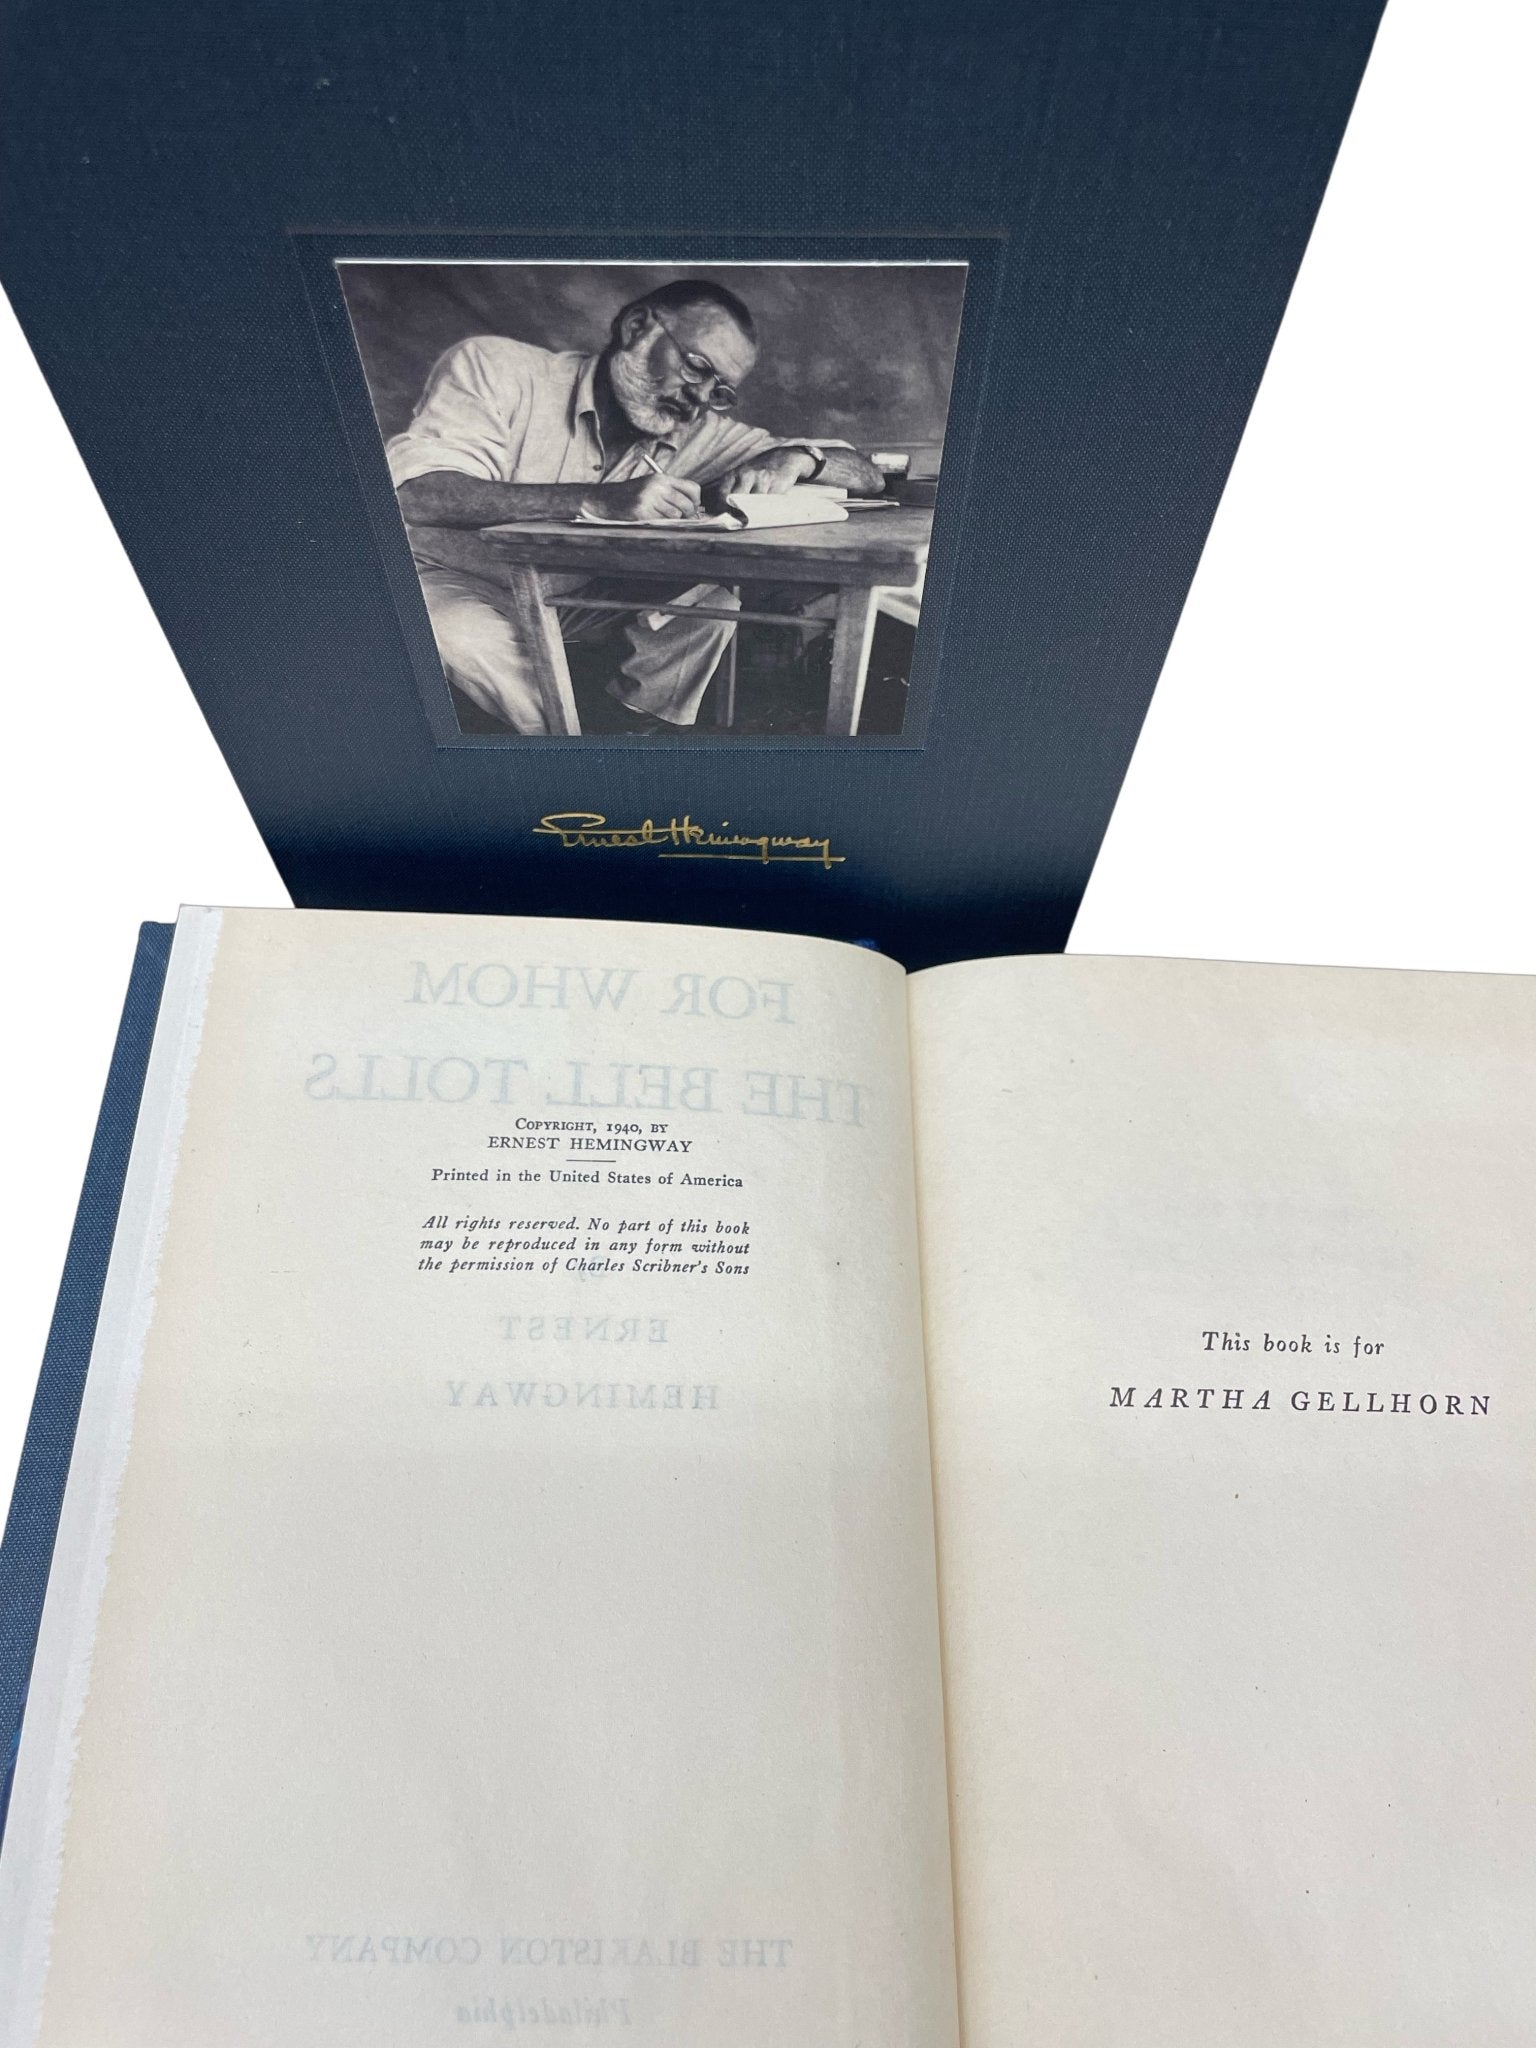 Ernest Hemingway
FOR WHOM
THE BELL TOLLS
COPYRIGHT, 1940, BY
ERNEST HEMINGWAY
Printed in the United States of America
All rights reserved. No part of this book
may be reproduced in any form without
the permission of Charles Scribner's Sons
ERNEST
HEMINGWAY
THE BLAKISTON COMPANY
Philadelphia
This book is for
MARTHA GELLHORN